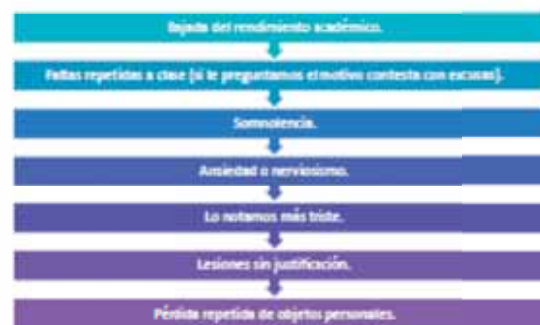 Bajada del rendimiento académico.
Faltas repetidas a clase (si le preguntamos el motivo contesta con excusas).
Somnolencia.
Ansiedad o nerviosismo.
Lo notamos más triste.
Lesiones sin justificación.
Pérdida repetida de objetos personales.